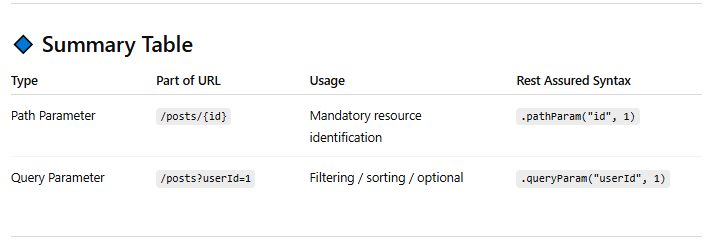 Summary Table
Type Part of URL Usage Rest Assured Syntax
Path Parameter /posts/{id} Mandatory resource .pathParam("id", 1)
identification
Query Parameter /posts?userId=1 Filtering / sorting / optional .queryParam("userId", 1)